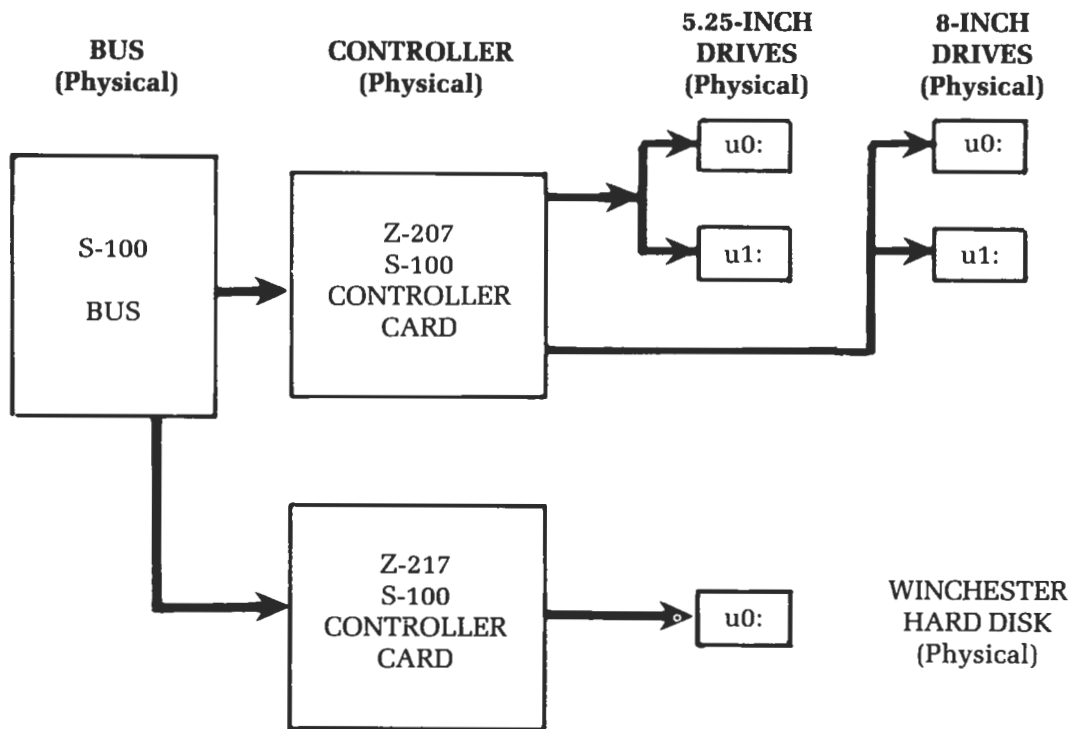 BUS
(Physical)
CONTROLLER
(Physical)
5.25-INCH
DRIVES
(Physical)
8-INCH
DRIVES
(Physical)
S-100
BUS
Z-207
S-100
CONTROLLER
CARD
u0:
u1:
u0:
u1:
Z-217
S-100
CONTROLLER
CARD
u0:
WINCHESTER
HARD DISK
(Physical)